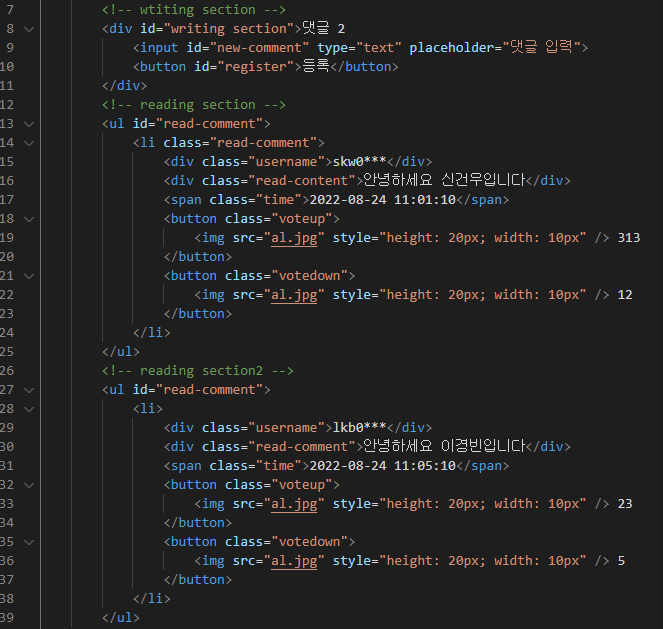 7 <!-- wtiting section -->
8 <div id="writing section">댓글 2
9 <input id="new-comment" type="text" placeholder="댓글 입력">
10 <button id="register">등록</button>
11 </div>
12 <!-- reading section -->
13 <ul id="read-comment">
14 <li class="read-comment">
15 <div class="username">skw0***</div>
16 <div class="read-content">안녕하세요 신건우입니다</div>
17 <span class="time">2022-08-24 11:01:10</span>
18 <button class="voteup">
19 <img src="al.jpg" style="height: 20px; width: 10px" /> 313
20 </button>
21 <button class="votedown">
22 <img src="al.jpg" style="height: 20px; width: 10px" /> 12
23 </button>
24 </li>
25 </ul>
26 <!-- reading section2 -->
27 <ul id="read-comment">
28 <li>
29 <div class="username">lkb0***</div>
30 <div class="read-comment">안녕하세요 이경빈입니다</div>
31 <span class="time">2022-08-24 11:05:10</span>
32 <button class="voteup">
33 <img src="al.jpg" style="height: 20px; width: 10px" /> 23
34 </button>
35 <button class="votedown">
36 <img src="al.jpg" style="height: 20px; width: 10px" /> 5
37 </button>
38 </li>
39 </ul>